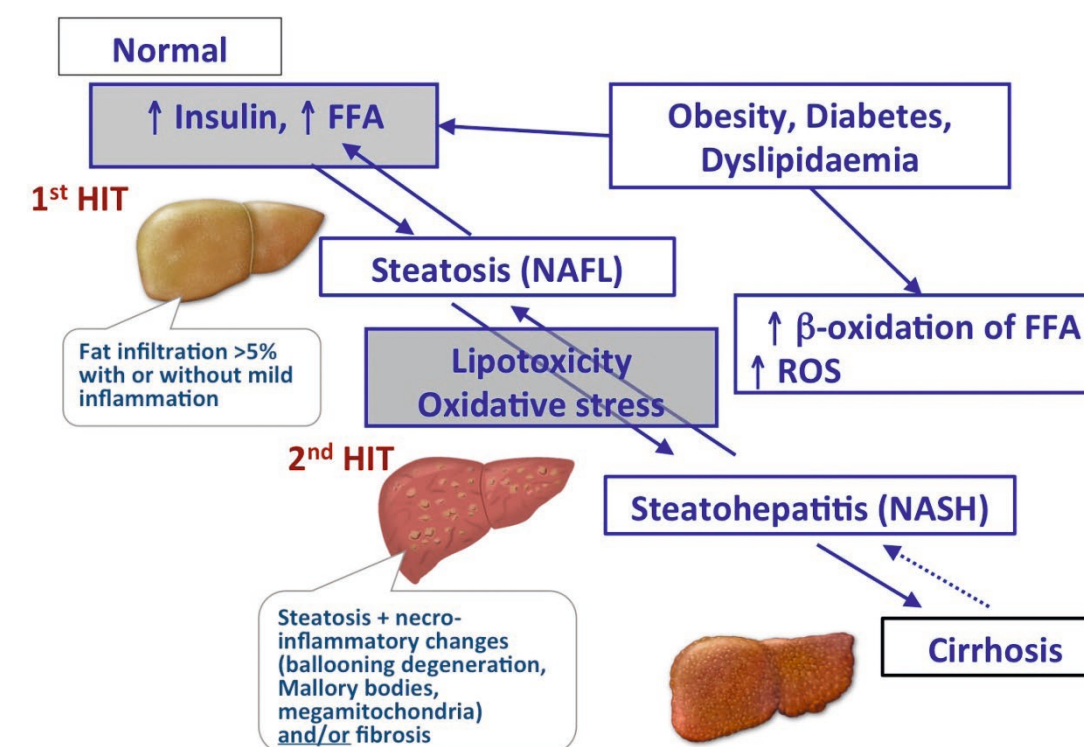 Normal
↑ Insulin, ↑ FFA
Obesity, Diabetes,
Dyslipidaemia
1st HIT
Steatosis (NAFL)
↑ β-oxidation of FFA
↑ ROS
Fat infiltration >5%
with or without mild
inflammation
Lipotoxicity
Oxidative stress
2nd HIT
Steatohepatitis (NASH)
Steatosis + necro-
inflammatory changes
(ballooning degeneration,
Mallory bodies,
megamitochondria)
and/or fibrosis
Cirrhosis